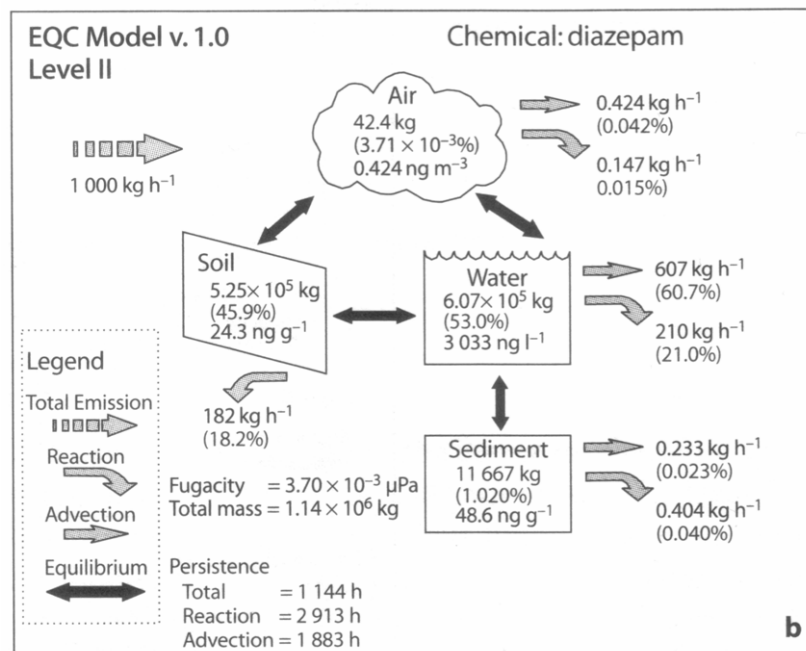 EQC Model v. 1.0
Level II
Chemical: diazepam
1 000 kg h⁻¹
Air
42.4 kg
(3.71 × 10⁻³%)
0.424 ng m⁻³
0.424 kg h⁻¹
(0.042%)
0.147 kg h⁻¹
0.015%)
Soil
5.25× 10⁵ kg
(45.9%)
24.3 ng g⁻¹
182 kg h⁻¹
(18.2%)
Water
6.07× 10⁵ kg
(53.0%)
3 033 ng l⁻¹
607 kg h⁻¹
(60.7%)
210 kg h⁻¹
(21.0%)
Sediment
11 667 kg
(1.020%)
48.6 ng g⁻¹
0.233 kg h⁻¹
(0.023%)
0.404 kg h⁻¹
(0.040%)
Legend
Total Emission
Reaction
Advection
Equilibrium
Fugacity = 3.70 × 10⁻³ µPa
Total mass = 1.14 × 10⁶ kg
Persistence
Total = 1 144 h
Reaction = 2 913 h
Advection = 1 883 h
b